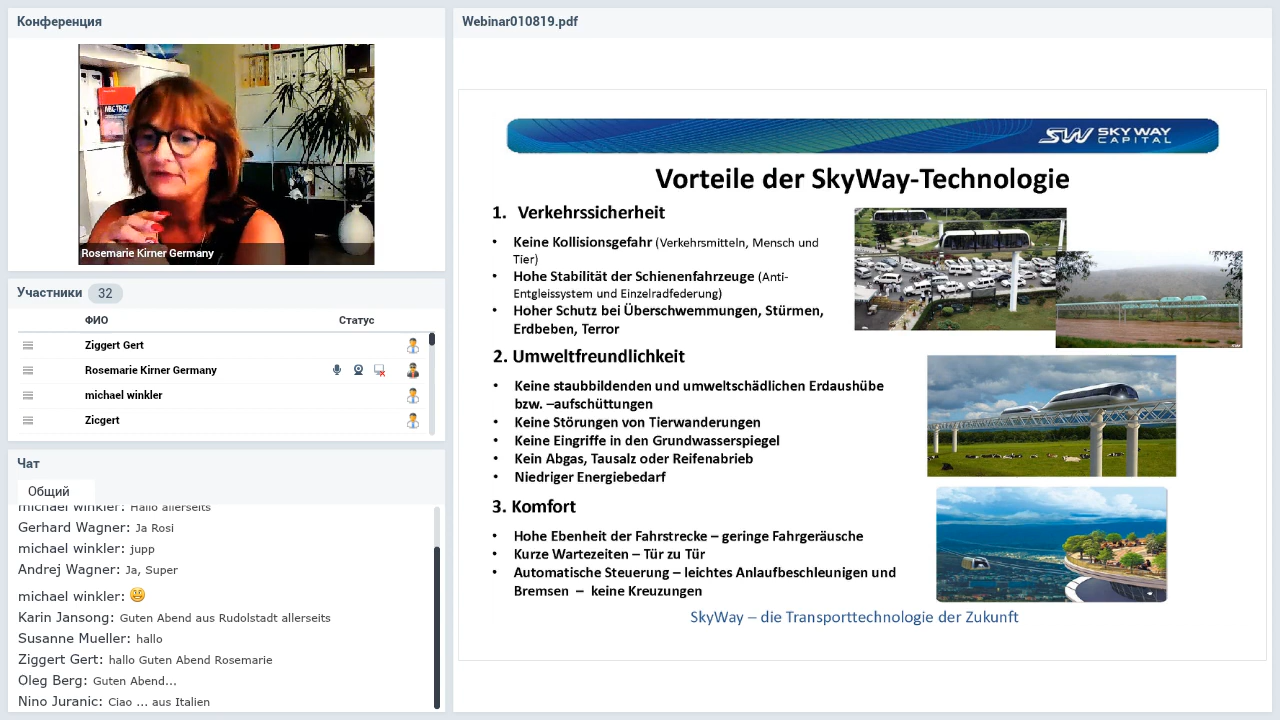 Конференция
Rosemarie Kirner Germany
Участники 32
ФИО Статус
Ziggert Gert
Rosemarie Kirner Germany
michael winkler
Zicgert
Чат
Общий
michael winkler: Hallo allerseits
Gerhard Wagner: Ja Rosi
michael winkler: jupp
Andrej Wagner: Ja, Super
michael winkler:
Karin Jansong: Guten Abend aus Rudolstadt allerseits
Susanne Mueller: hallo
Ziggert Gert: hallo Guten Abend Rosemarie
Oleg Berg: Guten Abend...
Nino Juranic: Ciao ... aus Italien
Webinar010819.pdf
SW SKY WAY
CAPITAL
Vorteile der SkyWay-Technologie
1. Verkehrssicherheit
• Keine Kollisionsgefahr (Verkehrsmitteln, Mensch und
Tier)
• Hohe Stabilität der Schienenfahrzeuge (Anti-
Entgleissystem und Einzelradfederung)
• Hoher Schutz bei Überschwemmungen, Stürmen,
Erdbeben, Terror
2. Umweltfreundlichkeit
• Keine staubbildenden und umweltschädlichen Erdaushübe
bzw. –aufschüttungen
• Keine Störungen von Tierwanderungen
• Keine Eingriffe in den Grundwasserspiegel
• Kein Abgas, Tausalz oder Reifenabrieb
• Niedriger Energiebedarf
3. Komfort
• Hohe Ebenheit der Fahrstrecke – geringe Fahrgeräusche
• Kurze Wartezeiten – Tür zu Tür
• Automatische Steuerung – leichtes Anlaufbeschleunigen und
Bremsen – keine Kreuzungen
SkyWay – die Transporttechnologie der Zukunft